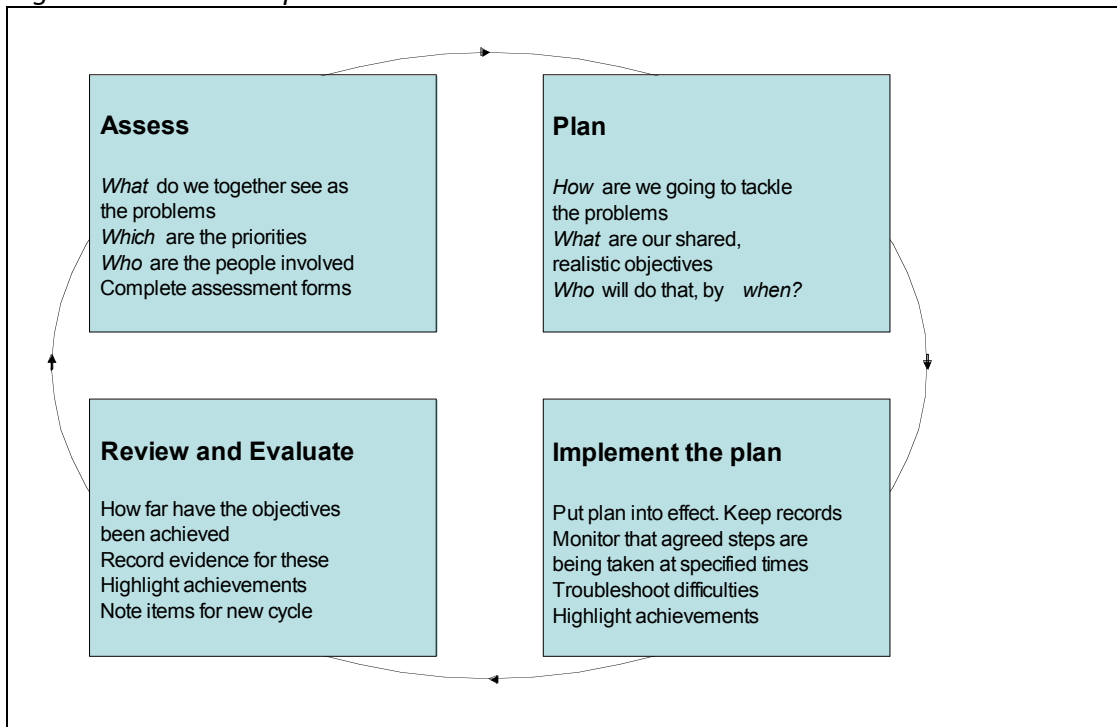 Assess
What do we together see as
the problems
Which are the priorities
Who are the people involved
Complete assessment forms
Plan
How are we going to tackle
the problems
What are our shared,
realistic objectives
Who will do that, by when?
Review and Evaluate
How far have the objectives
been achieved
Record evidence for these
Highlight achievements
Note items for new cycle
Implement the plan
Put plan into effect. Keep records
Monitor that agreed steps are
being taken at specified times
Troubleshoot difficulties
Highlight achievements